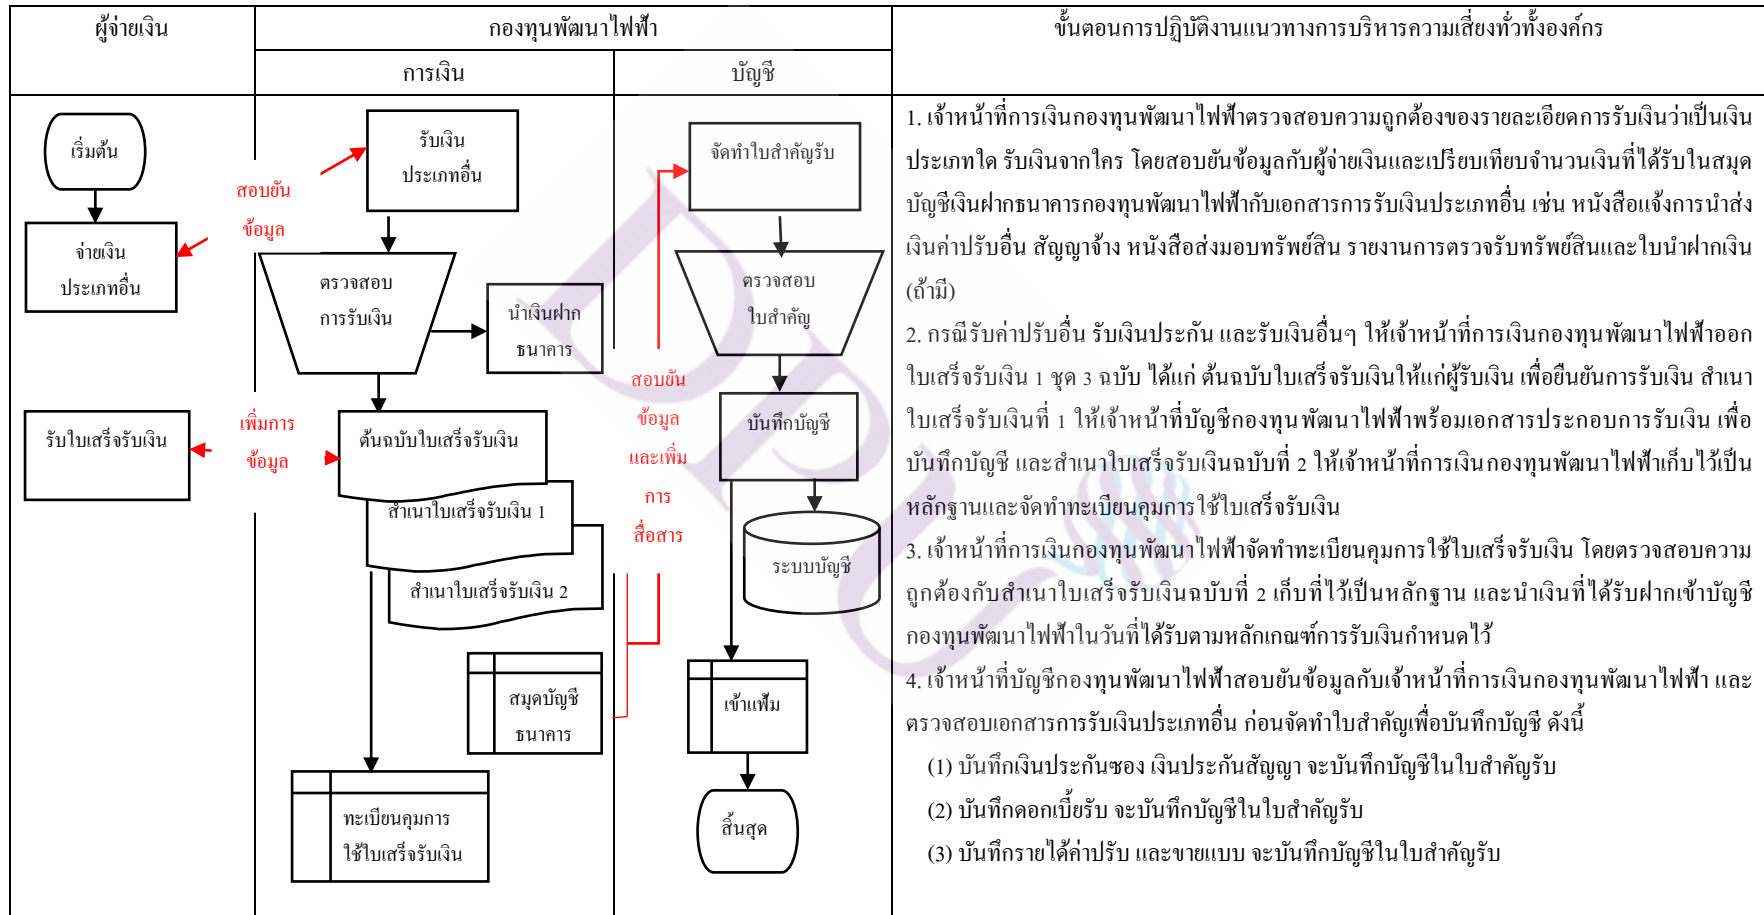 ผู้จ่ายเงิน
กองทุนพัฒนาไฟฟ้า
ขั้นตอนการปฏิบัติงานแนวทางการบริหารความเสี่ยงทั่วทั้งองค์กร
การเงิน
บัญชี
เริ่มต้น
จ่ายเงิน
ประเภทอื่น
รับใบเสร็จรับเงิน
สอบยัน
ข้อมูล
เพิ่มการ
ข้อมูล
รับเงิน
ประเภทอื่น
ตรวจสอบ
การรับเงิน
นำเงินฝาก
ธนาคาร
ต้นฉบับใบเสร็จรับเงิน
สำเนาใบเสร็จรับเงิน 1
สำเนาใบเสร็จรับเงิน 2
สมุดบัญชี
ธนาคาร
ทะเบียนคุมการ
ใช้ใบเสร็จรับเงิน
สอบยัน
ข้อมูล
และเพิ่ม
การ
สื่อสาร
จัดทำใบสำคัญรับ
ตรวจสอบ
ใบสำคัญ
บันทึกบัญชี
ระบบบัญชี
เข้าแฟ้ม
สิ้นสุด
1. เจ้าหน้าที่การเงินกองทุนพัฒนาไฟฟ้าตรวจสอบความถูกต้องของรายละเอียดการรับเงินว่าเป็นเงิน
ประเภทใด รับเงินจากใคร โดยสอบยันข้อมูลกับผู้จ่ายเงินและเปรียบเทียบจำนวนเงินที่ได้รับในสมุด
บัญชีเงินฝากธนาคารกองทุนพัฒนาไฟฟ้ากับเอกสารการรับเงินประเภทอื่น เช่น หนังสือแจ้งการนำส่ง
เงินค่าปรับอื่น สัญญาจ้าง หนังสือส่งมอบทรัพย์สิน รายงานการตรวจรับทรัพย์สินและใบนำฝากเงิน
(ถ้ามี)
2. กรณีรับค่าปรับอื่น รับเงินประกัน และรับเงินอื่นๆ ให้เจ้าหน้าที่การเงินกองทุนพัฒนาไฟฟ้าออก
ใบเสร็จรับเงิน 1 ชุด 3 ฉบับ ได้แก่ ต้นฉบับใบเสร็จรับเงินให้แก่ผู้รับเงิน เพื่อยืนยันการรับเงิน สำเนา
ใบเสร็จรับเงินที่ 1 ให้เจ้าหน้าที่บัญชีกองทุนพัฒนาไฟฟ้าพร้อมเอกสารประกอบการรับเงิน เพื่อ
บันทึกบัญชี และสำเนาใบเสร็จรับเงินฉบับที่ 2 ให้เจ้าหน้าที่การเงินกองทุนพัฒนาไฟฟ้าเก็บไว้เป็น
หลักฐานและจัดทำทะเบียนคุมการใช้ใบเสร็จรับเงิน
3. เจ้าหน้าที่การเงินกองทุนพัฒนาไฟฟ้าจัดทำทะเบียนคุมการใช้ใบเสร็จรับเงิน โดยตรวจสอบความ
ถูกต้องกับสำเนาใบเสร็จรับเงินฉบับที่ 2 เก็บที่ไว้เป็นหลักฐาน และนำเงินที่ได้รับฝากเข้าบัญชี
กองทุนพัฒนาไฟฟ้าในวันที่ได้รับตามหลักเกณฑ์การรับเงินกำหนดไว้
4. เจ้าหน้าที่บัญชีกองทุนพัฒนาไฟฟ้าสอบยันข้อมูลกับเจ้าหน้าที่การเงินกองทุนพัฒนาไฟฟ้า และ
ตรวจสอบเอกสารการรับเงินประเภทอื่น ก่อนจัดทำใบสำคัญเพื่อบันทึกบัญชี ดังนี้
(1) บันทึกเงินประกันซอง เงินประกันสัญญา จะบันทึกบัญชีในใบสำคัญรับ
(2) บันทึกดอกเบี้ยรับ จะบันทึกบัญชีในใบสำคัญรับ
(3) บันทึกรายได้ค่าปรับ และขายแบบ จะบันทึกบัญชีในใบสำคัญรับ
DPU